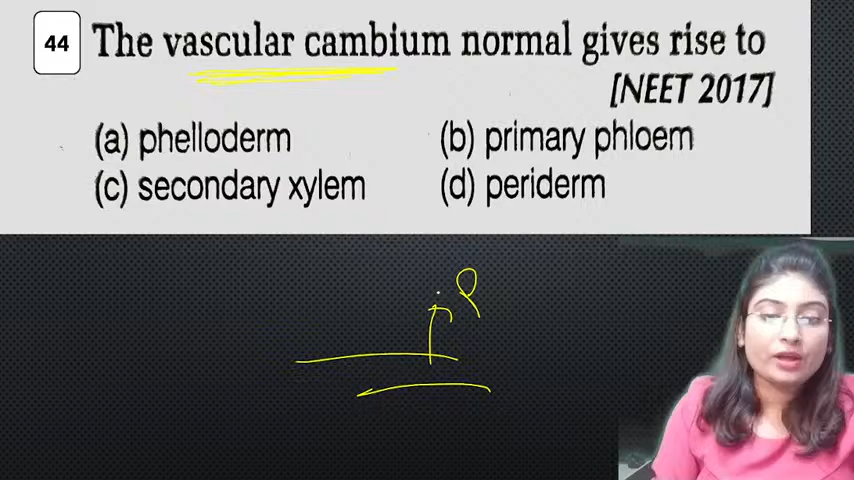 44 The vascular cambium normal gives rise to
[NEET 2017]
(a) phelloderm (b) primary phloem
(c) secondary xylem (d) periderm
P